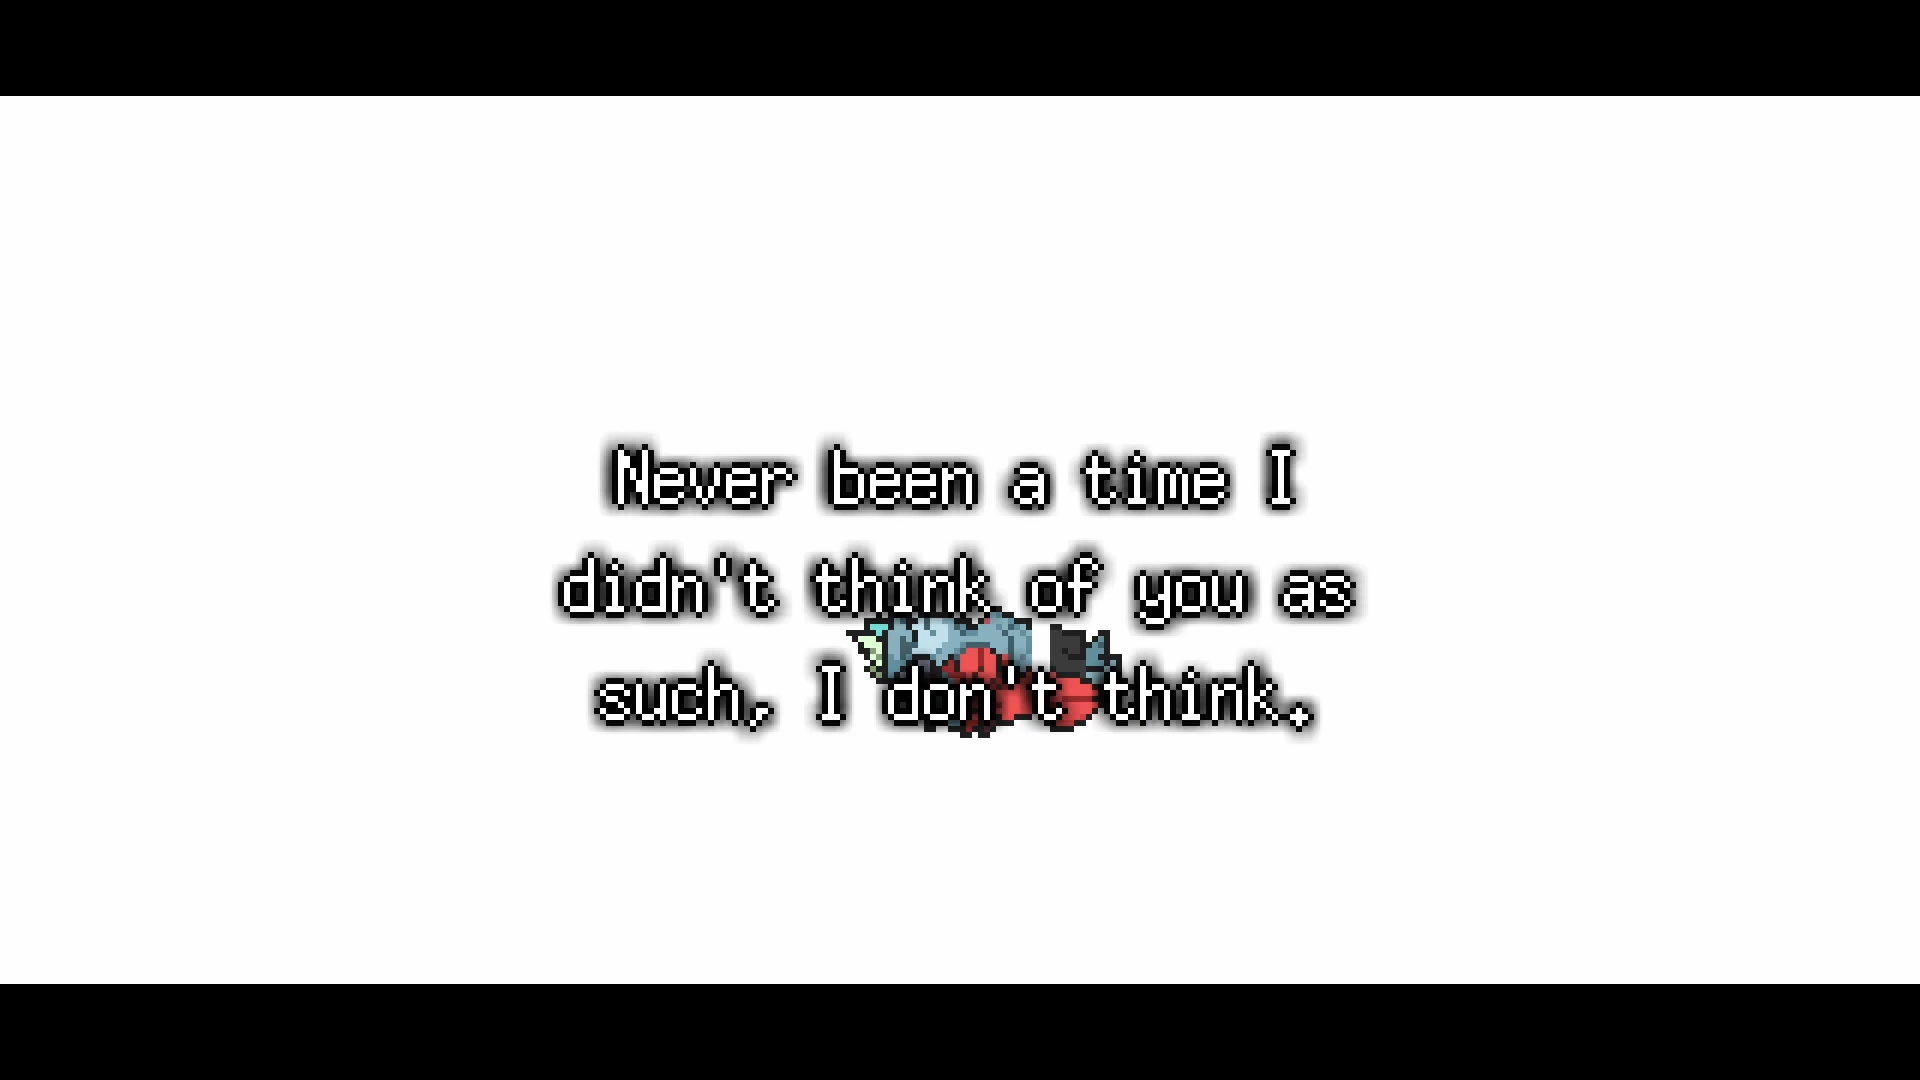 Never been a time I
didn't think of you as
such, I don't think.